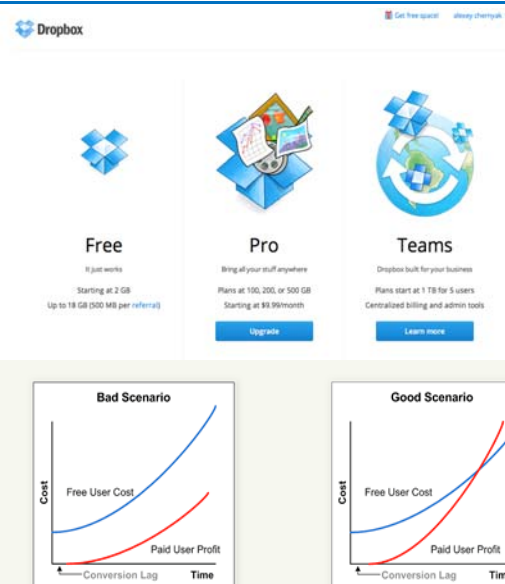 Dropbox
Get free space! alexey chernyak
Free
It just works
Starting at 2 GB
Up to 18 GB (500 MB per referral)
Pro
Bring all your stuff anywhere
Plans at 100, 200, or 500 GB
Starting at $9.99/month
Upgrade
Teams
Dropbox built for your business
Plans start at 1 TB for 5 users
Centralized billing and admin tools
Learn more
Bad Scenario
Cost
Free User Cost
Paid User Profit
Conversion Lag
Time
Good Scenario
Cost
Free User Cost
Paid User Profit
Conversion Lag
Tim